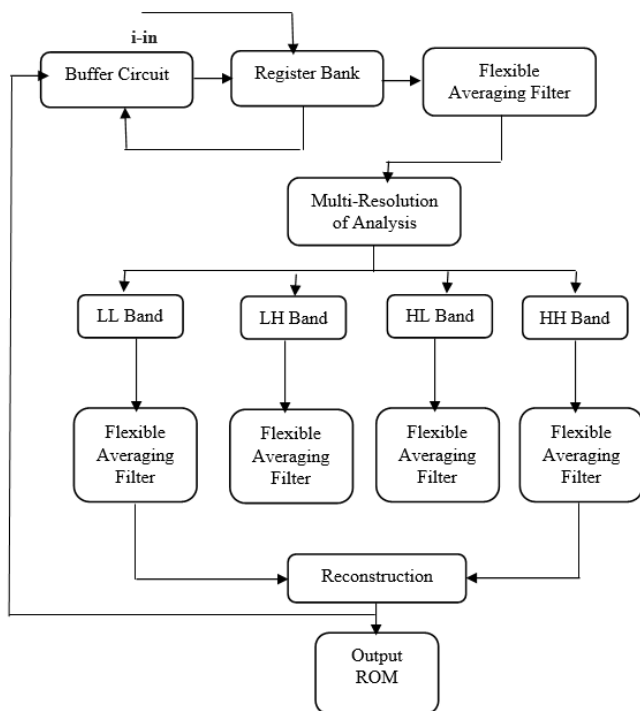 i-in
Buffer Circuit
Register Bank
Flexible
Averaging Filter
Multi-Resolution
of Analysis
LL Band
LH Band
HL Band
HH Band
Flexible
Averaging
Filter
Flexible
Averaging
Filter
Flexible
Averaging
Filter
Flexible
Averaging
Filter
Reconstruction
Output
ROM